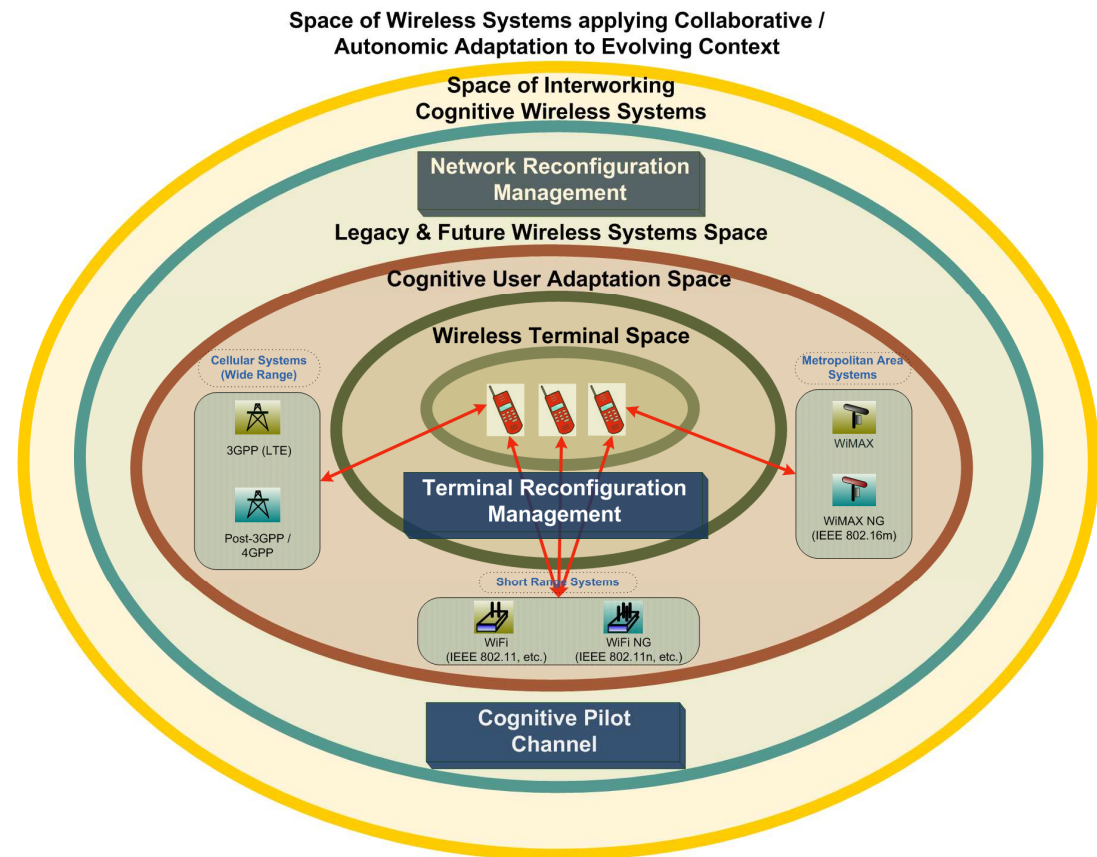 Space of Wireless Systems applying Collaborative /
Autonomic Adaptation to Evolving Context
Space of Interworking
Cognitive Wireless Systems
Network Reconfiguration
Management
Legacy & Future Wireless Systems Space
Cognitive User Adaptation Space
Wireless Terminal Space
Cellular Systems
(Wide Range)
3GPP (LTE)
Post-3GPP /
4GPP
Metropolitan Area
Systems
WiMAX
WiMAX NG
(IEEE 802.16m)
Terminal Reconfiguration
Management
Short Range Systems
WiFi
(IEEE 802.11, etc.)
WiFi NG
(IEEE 802.11n, etc.)
Cognitive Pilot
Channel